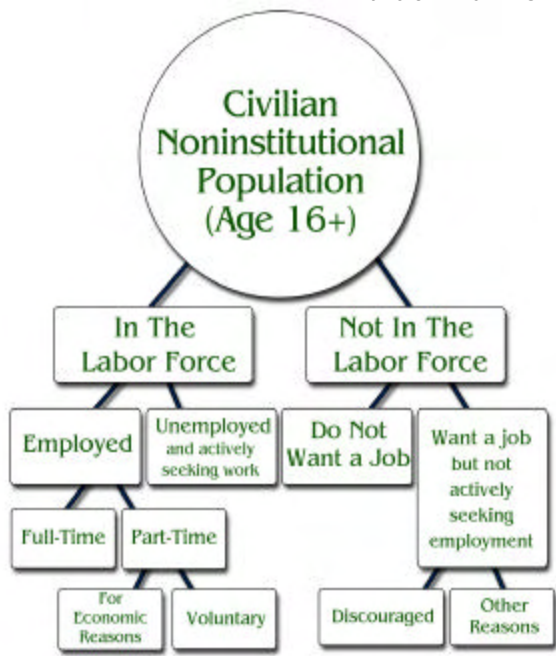 Civilian
Noninstitutional
Population
(Age 16+)
In The
Labor Force
Not In The
Labor Force
Employed
Unemployed
and actively
seeking work
Do Not
Want a Job
Want a job
but not
actively
seeking
employment
Full-Time
Part-Time
For
Economic
Reasons
Voluntary
Discouraged
Other
Reasons